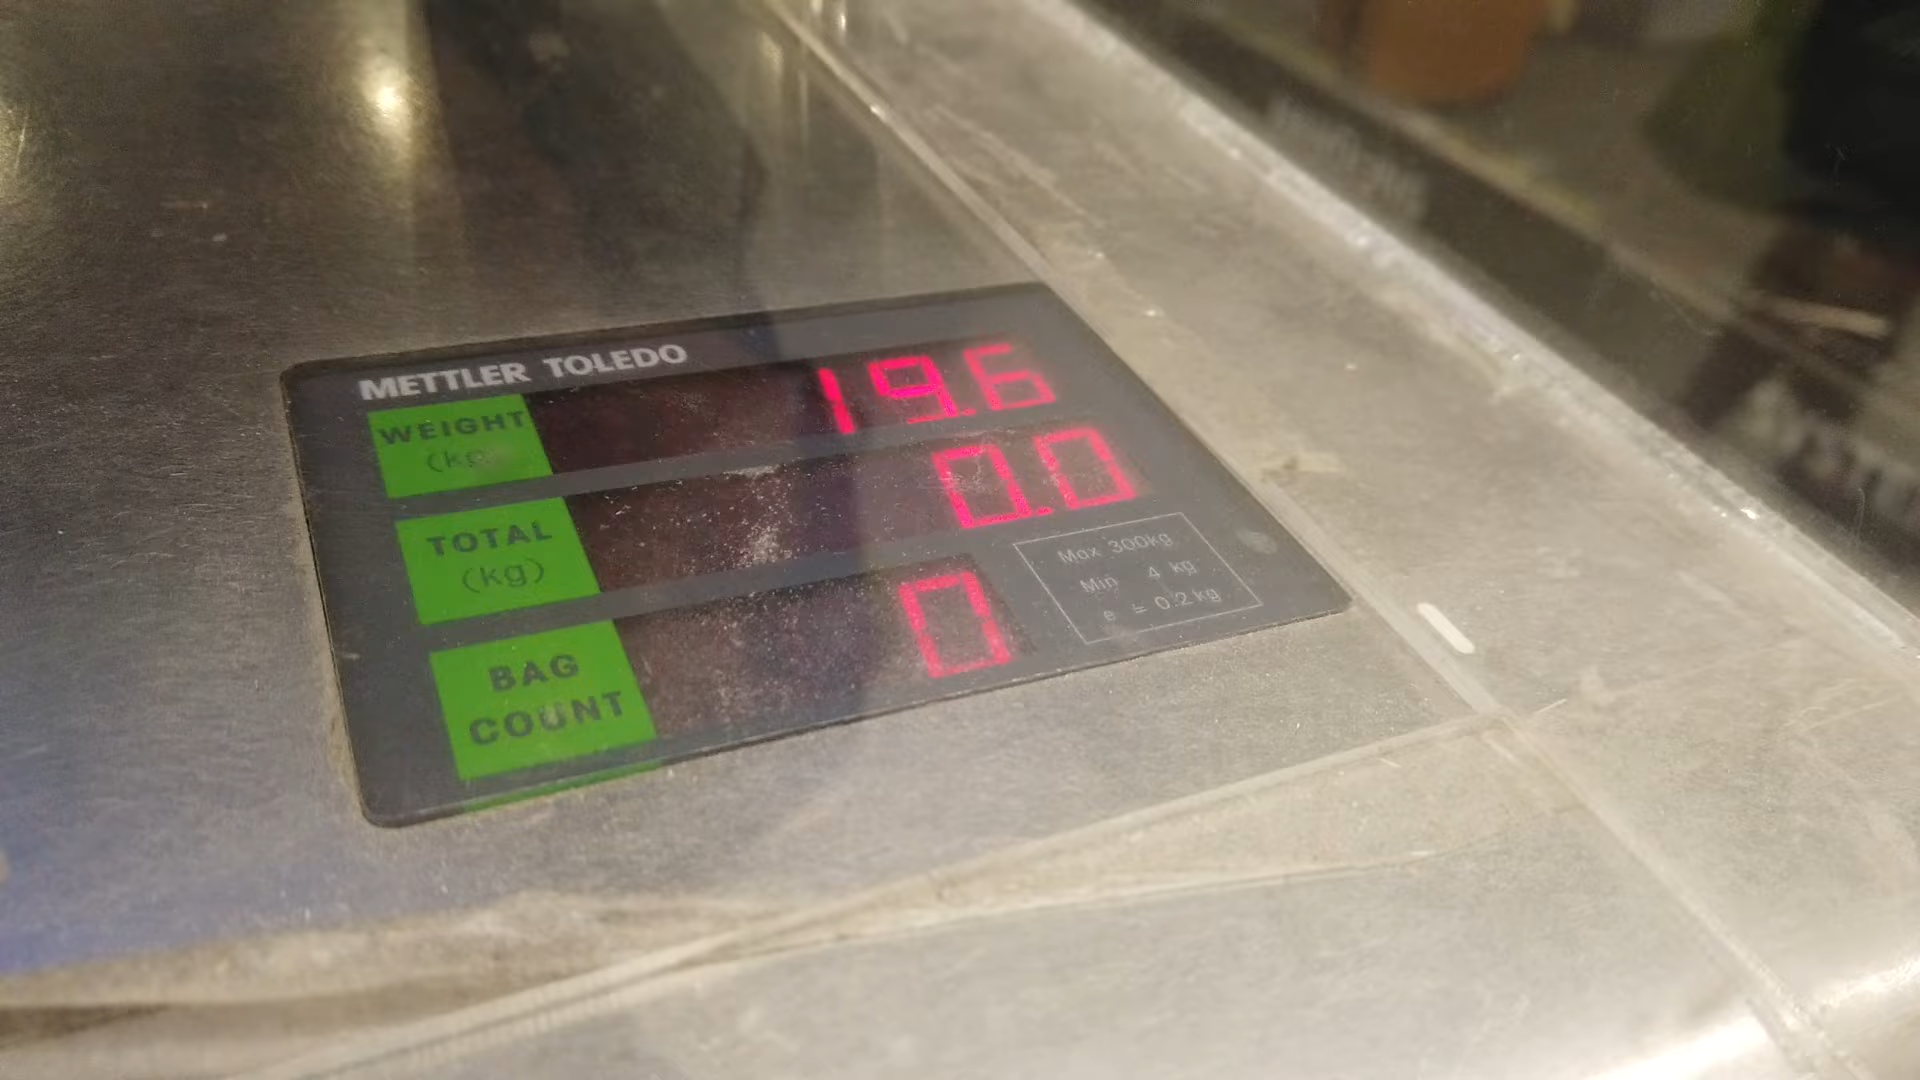 METTLER TOLEDO
WEIGHT 19.6
(kg)
TOTAL 0.0
(kg)
BAG 0
COUNT
Max 300kg
Min 4 kg
e = 0.2kg